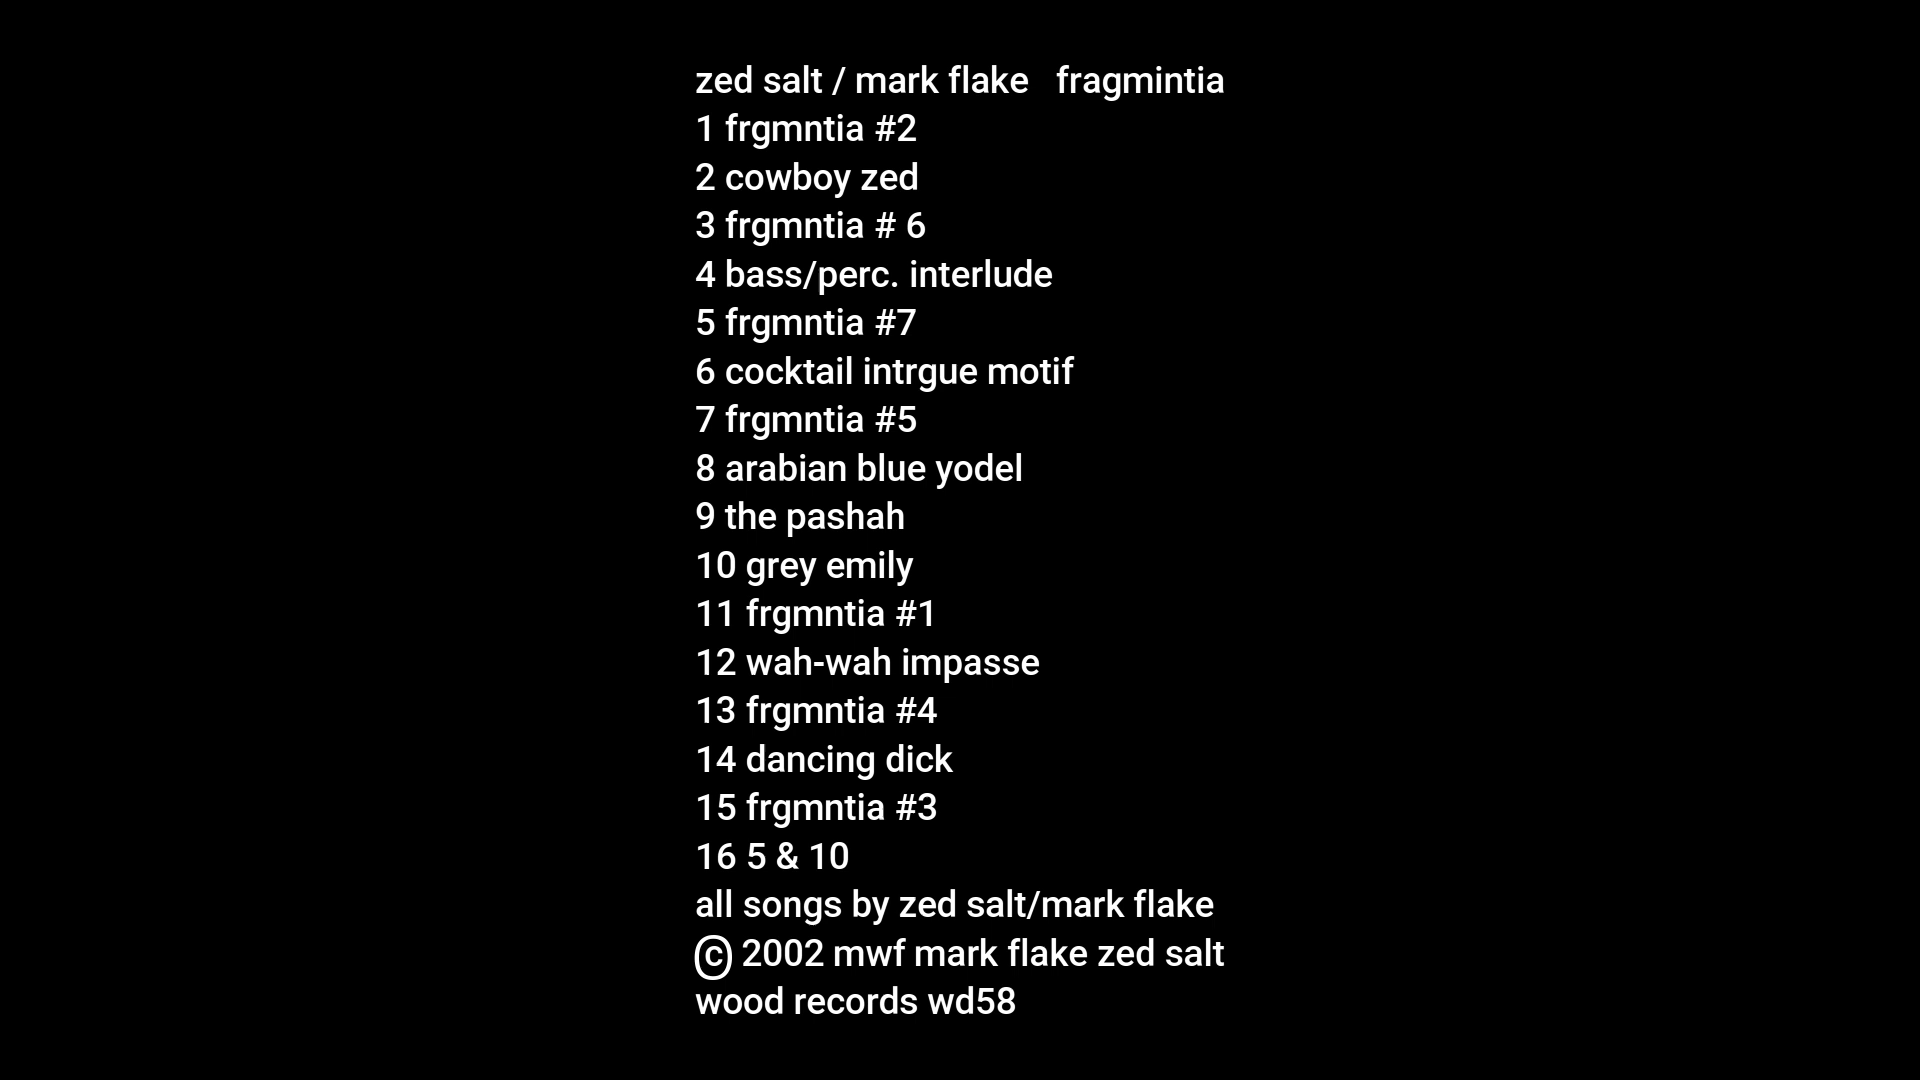 zed salt / mark flake   fragmintia
1 frgmntia #2
2 cowboy zed
3 frgmntia # 6
4 bass/perc. interlude
5 frgmntia #7
6 cocktail intrgue motif
7 frgmntia #5
8 arabian blue yodel
9 the pashah
10 grey emily
11 frgmntia #1
12 wah-wah impasse
13 frgmntia #4
14 dancing dick
15 frgmntia #3
16 5 & 10
all songs by zed salt/mark flake
© 2002 mwf mark flake zed salt
wood records wd58